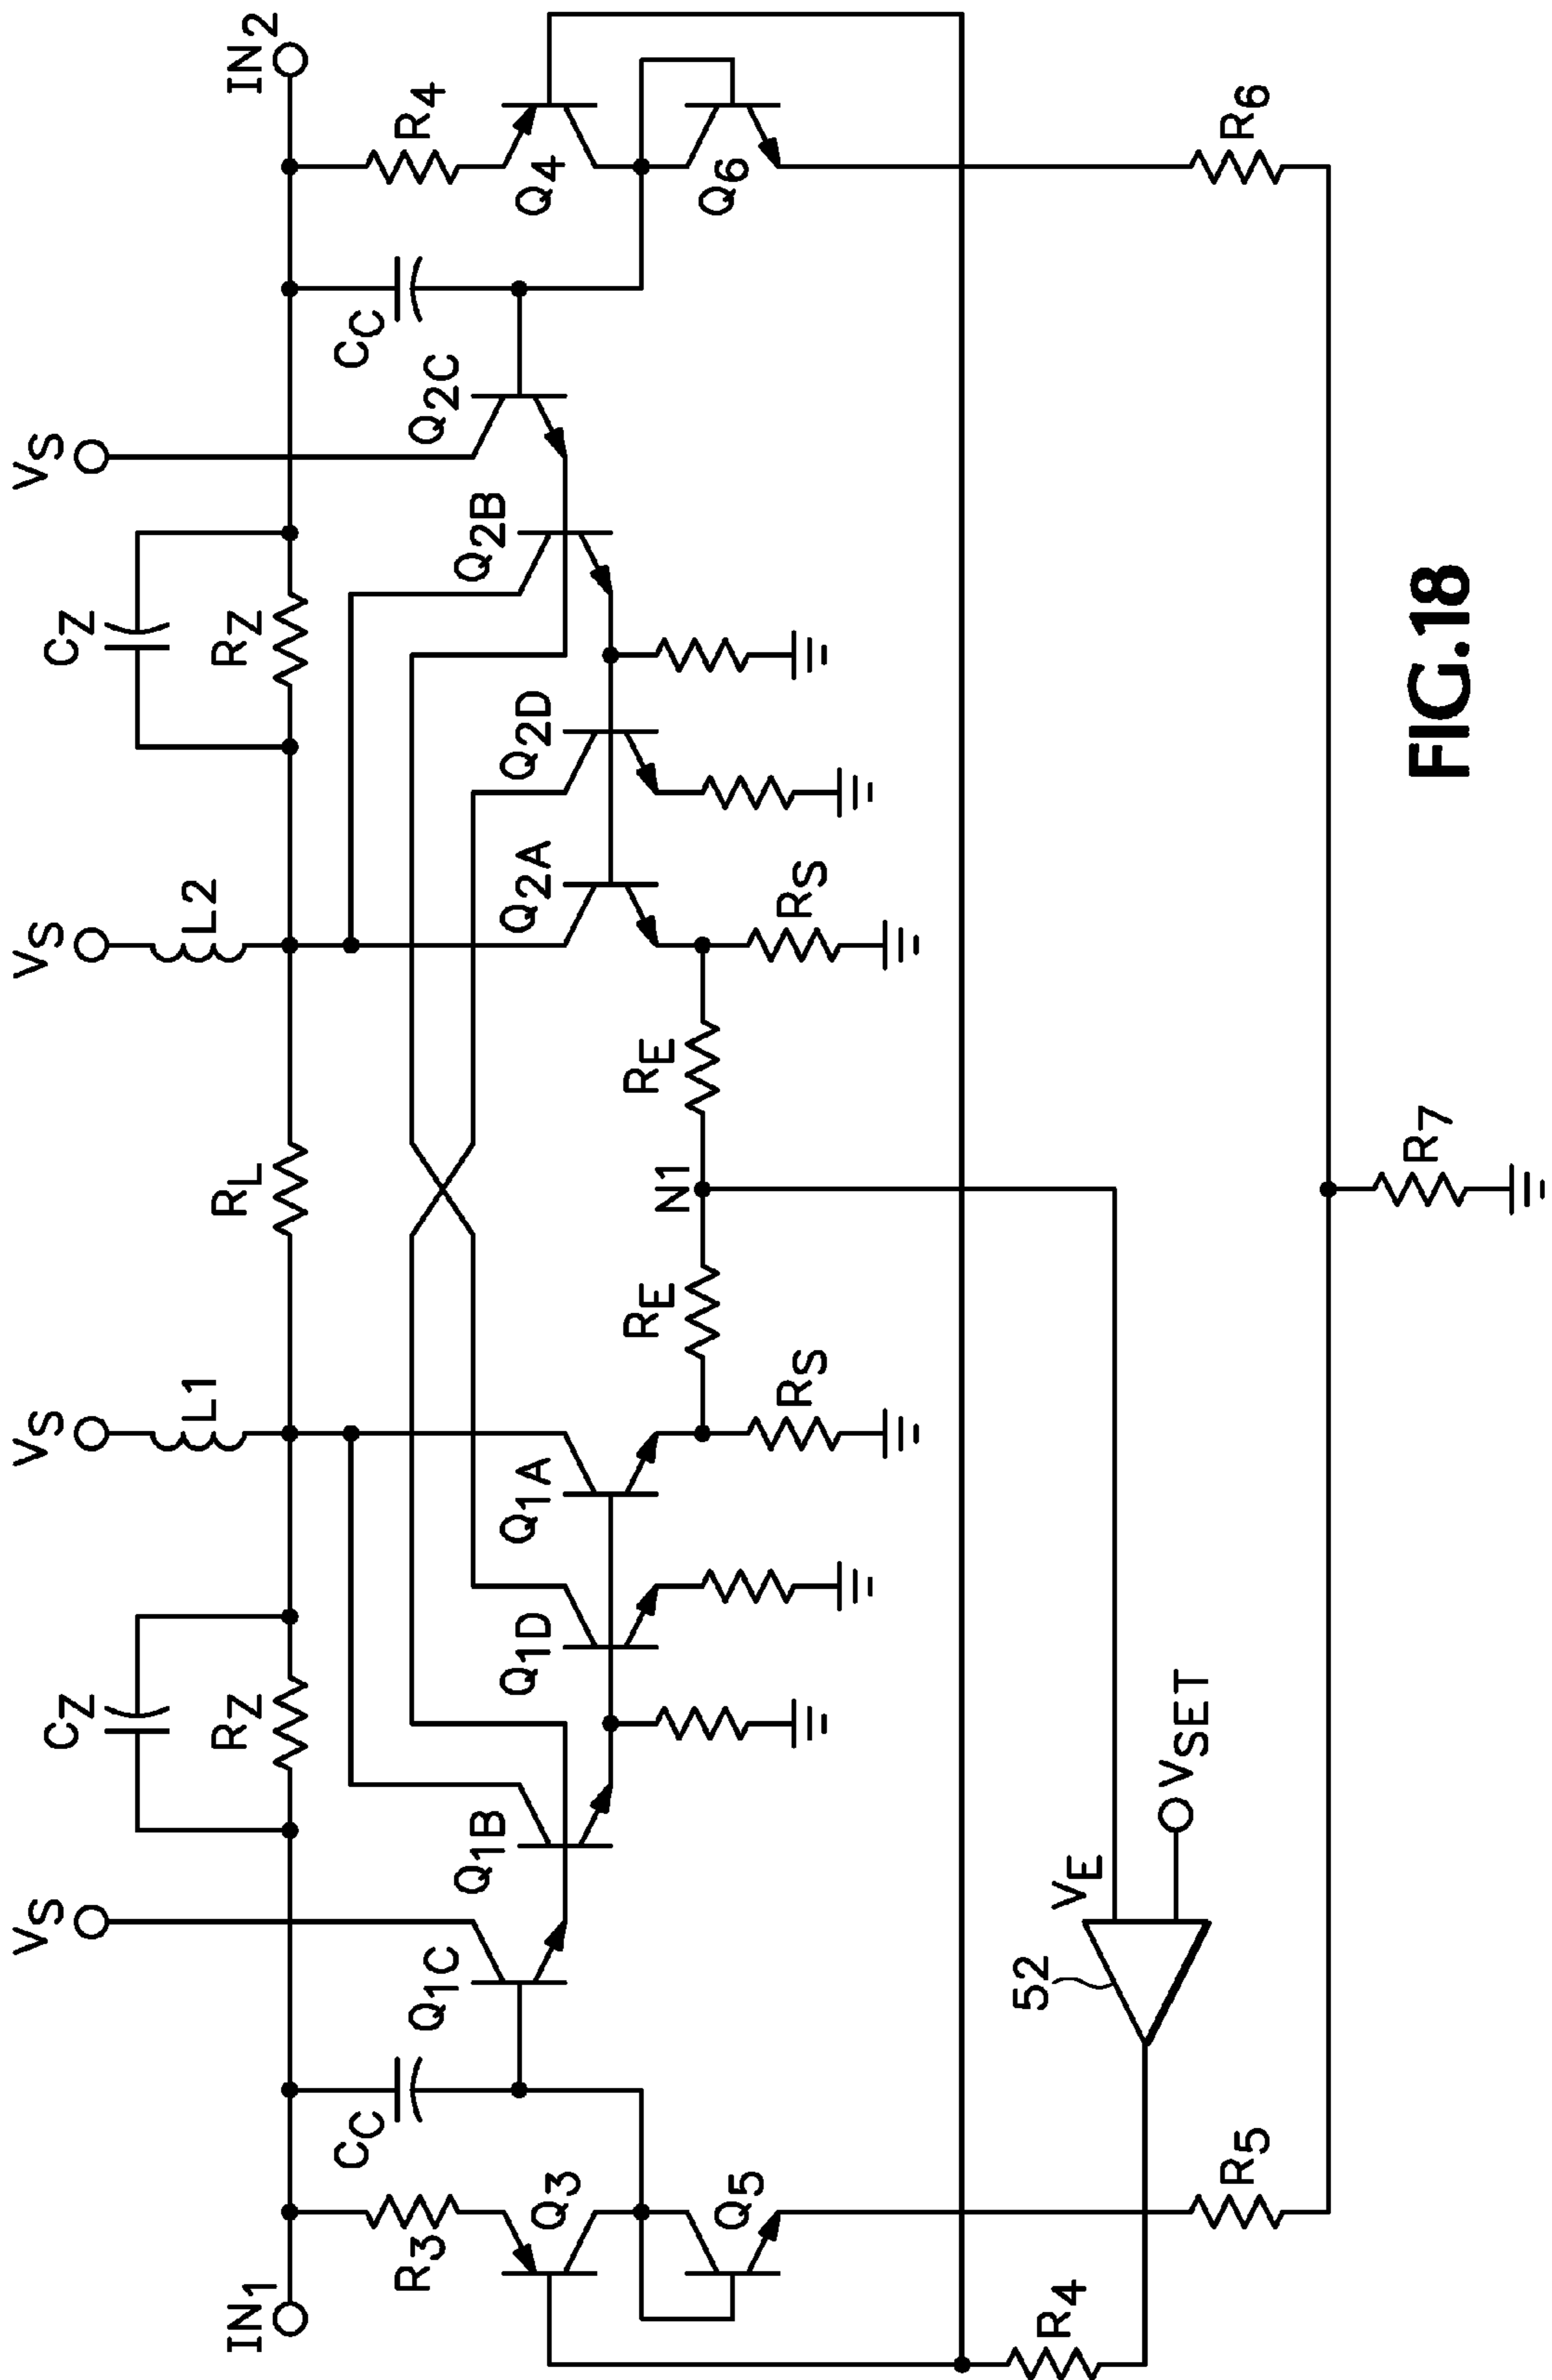 VS
VS
VS
VS
CZ
CZ
L1
L2
IN1
RZ
RL
RZ
IN2
CC
CC
R3
R4
Q1C
Q2C
Q1B
Q2B
Q3
Q1D
Q1A
Q2A
Q2D
Q4
RE
N1
RE
Q5
Q6
RS
RS
52
VE
R4
VSET
R5
R6
R7
FIG.18